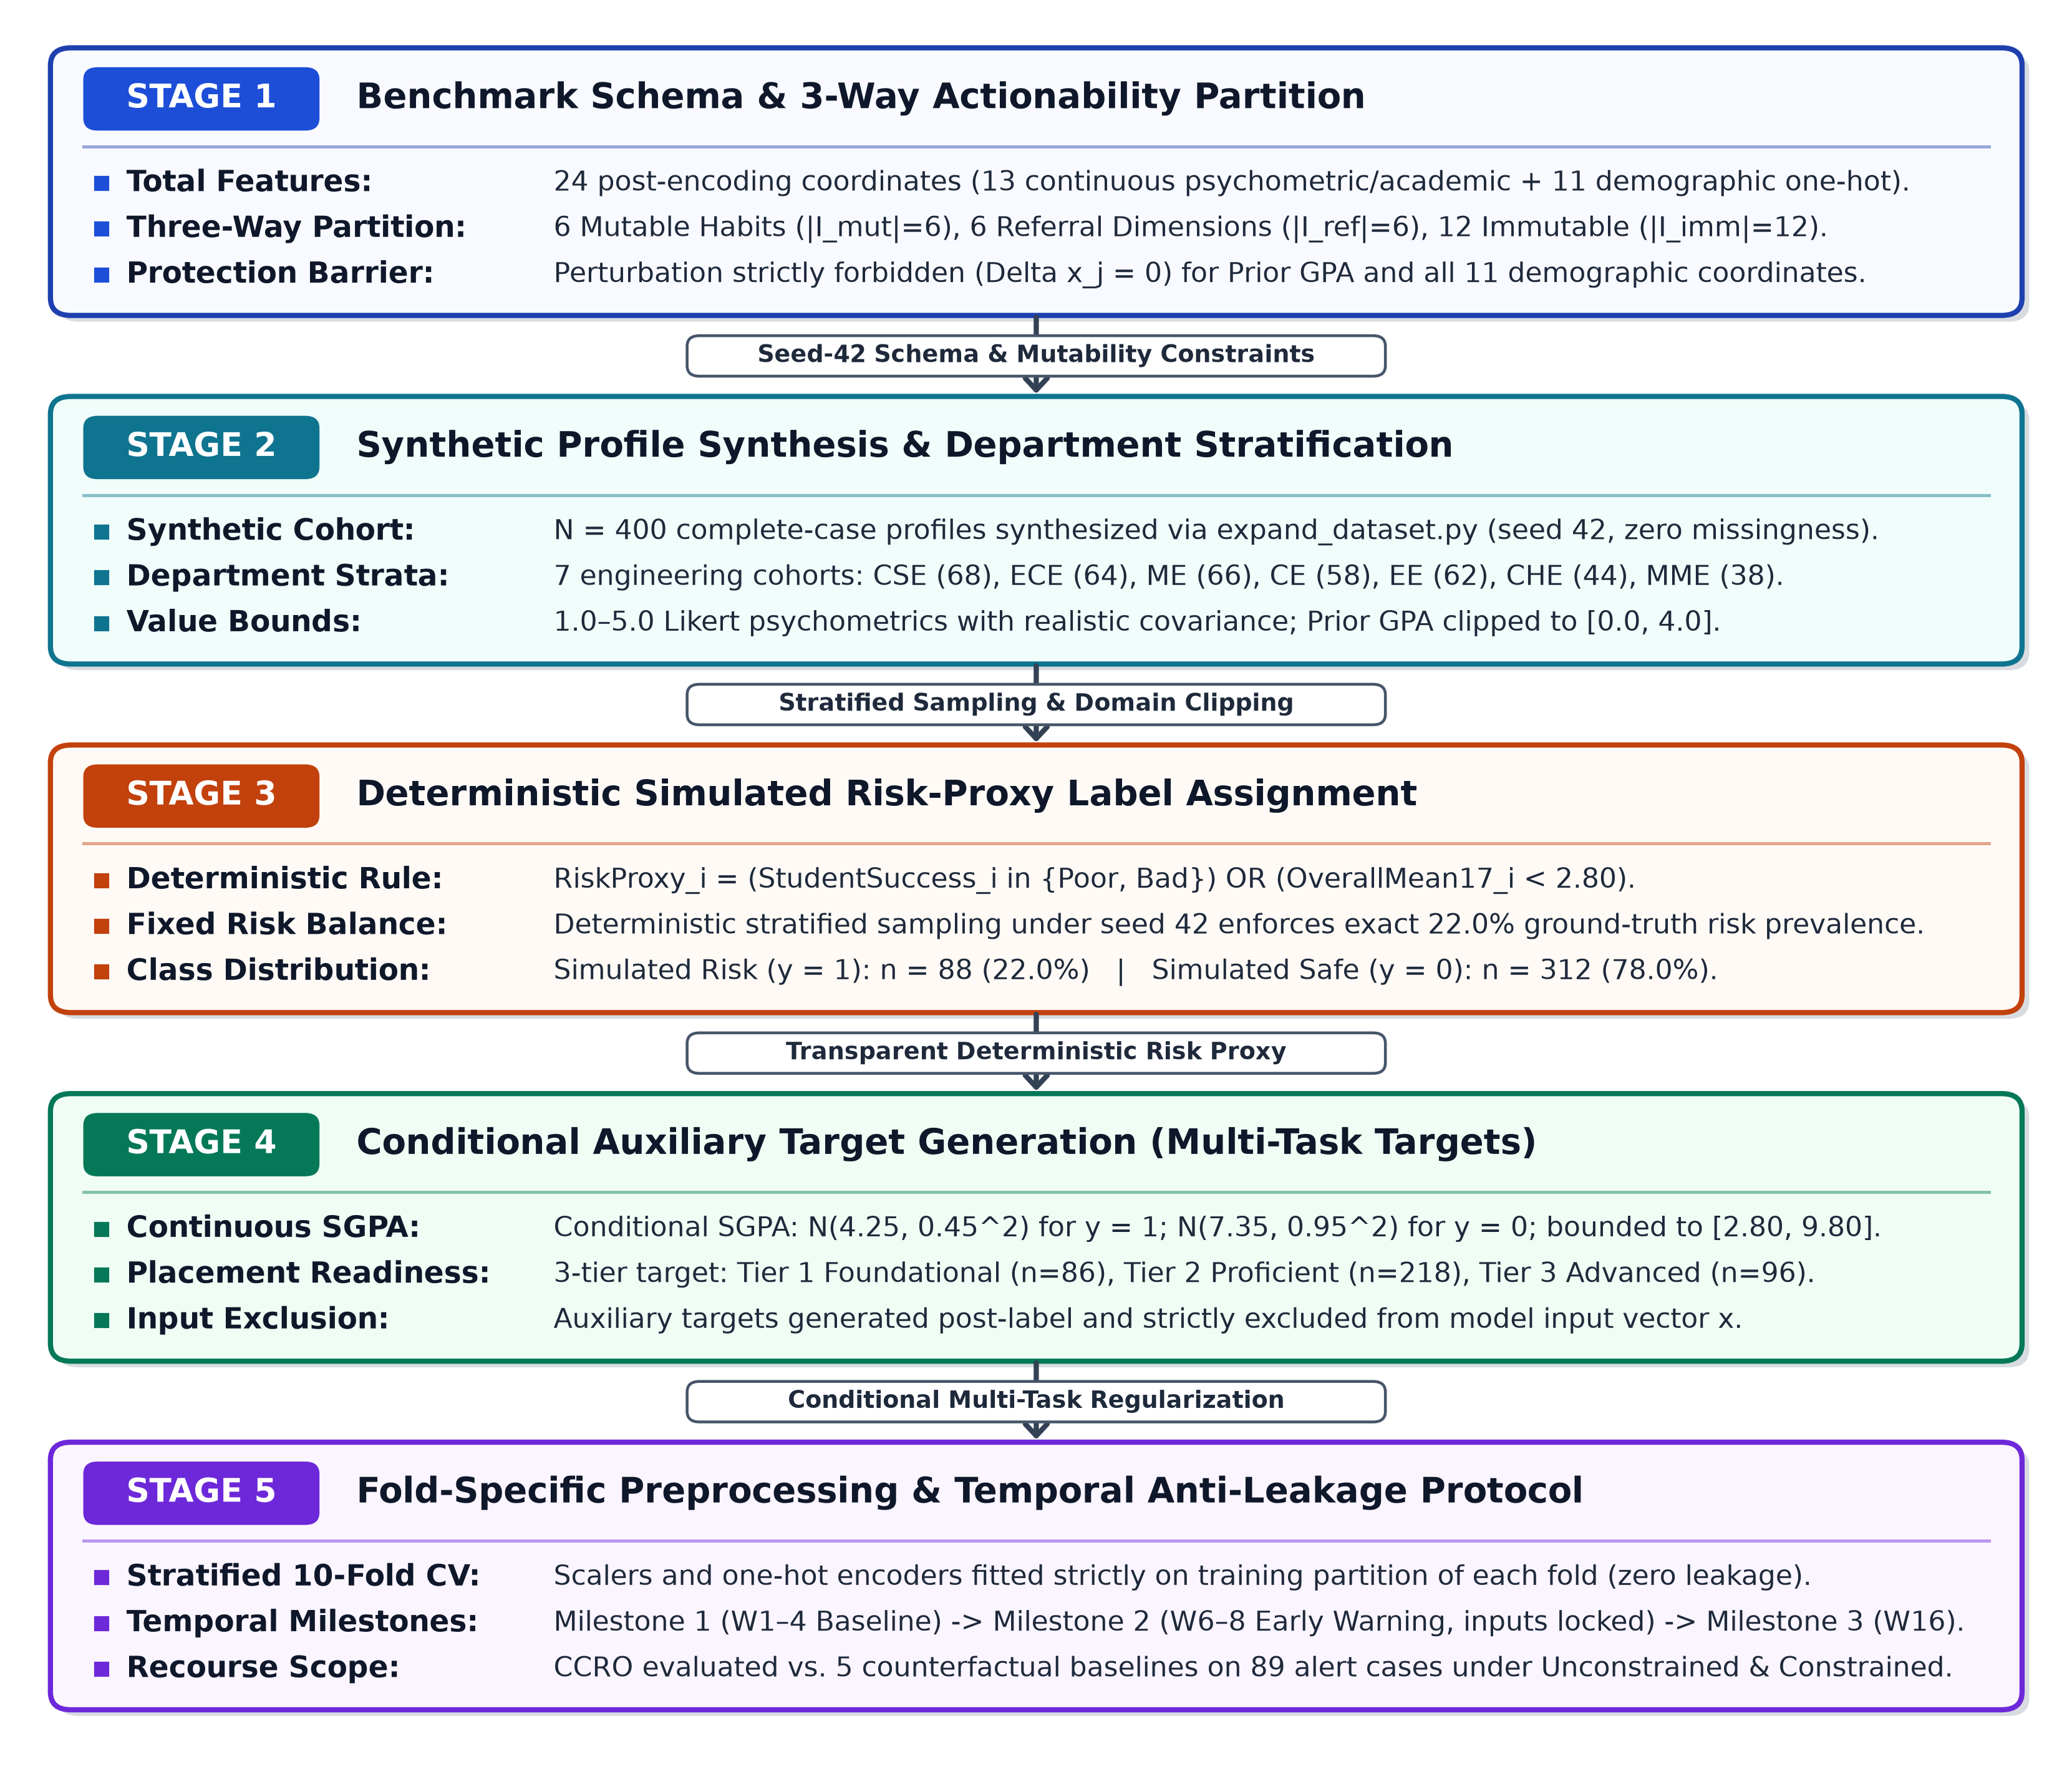 STAGE 1 Benchmark Schema & 3-Way Actionability Partition
Total Features: 24 post-encoding coordinates (13 continuous psychometric/academic + 11 demographic one-hot).
Three-Way Partition: 6 Mutable Habits (|I_mut|=6), 6 Referral Dimensions (|I_ref|=6), 12 Immutable (|I_imm|=12).
Protection Barrier: Perturbation strictly forbidden (Delta x_j = 0) for Prior GPA and all 11 demographic coordinates.
Seed-42 Schema & Mutability Constraints
STAGE 2 Synthetic Profile Synthesis & Department Stratification
Synthetic Cohort: N = 400 complete-case profiles synthesized via expand_dataset.py (seed 42, zero missingness).
Department Strata: 7 engineering cohorts: CSE (68), ECE (64), ME (66), CE (58), EE (62), CHE (44), MME (38).
Value Bounds: 1.0–5.0 Likert psychometrics with realistic covariance; Prior GPA clipped to [0.0, 4.0].
Stratified Sampling & Domain Clipping
STAGE 3 Deterministic Simulated Risk-Proxy Label Assignment
Deterministic Rule: RiskProxy_i = (StudentSuccess_i in {Poor, Bad}) OR (OverallMean17_i < 2.80).
Fixed Risk Balance: Deterministic stratified sampling under seed 42 enforces exact 22.0% ground-truth risk prevalence.
Class Distribution: Simulated Risk (y = 1): n = 88 (22.0%) | Simulated Safe (y = 0): n = 312 (78.0%).
Transparent Deterministic Risk Proxy
STAGE 4 Conditional Auxiliary Target Generation (Multi-Task Targets)
Continuous SGPA: Conditional SGPA: N(4.25, 0.45^2) for y = 1; N(7.35, 0.95^2) for y = 0; bounded to [2.80, 9.80].
Placement Readiness: 3-tier target: Tier 1 Foundational (n=86), Tier 2 Proficient (n=218), Tier 3 Advanced (n=96).
Input Exclusion: Auxiliary targets generated post-label and strictly excluded from model input vector x.
Conditional Multi-Task Regularization
STAGE 5 Fold-Specific Preprocessing & Temporal Anti-Leakage Protocol
Stratified 10-Fold CV: Scalers and one-hot encoders fitted strictly on training partition of each fold (zero leakage).
Temporal Milestones: Milestone 1 (W1–4 Baseline) -> Milestone 2 (W6–8 Early Warning, inputs locked) -> Milestone 3 (W16).
Recourse Scope: CCRO evaluated vs. 5 counterfactual baselines on 89 alert cases under Unconstrained & Constrained.